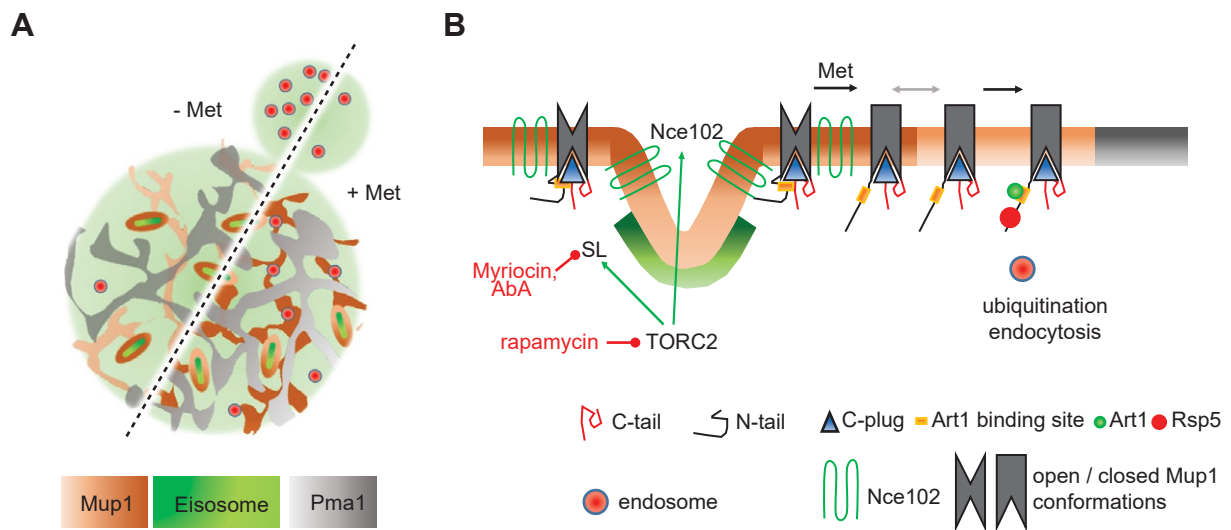 A
- Met
+ Met
Mup1
Eisosome
Pma1
B
Met
Nce102
SL
Myriocin,
AbA
rapamycin
TORC2
ubiquitination
endocytosis
C-tail
N-tail
C-plug
Art1 binding site
Art1
Rsp5
endosome
Nce102
open / closed Mup1
conformations